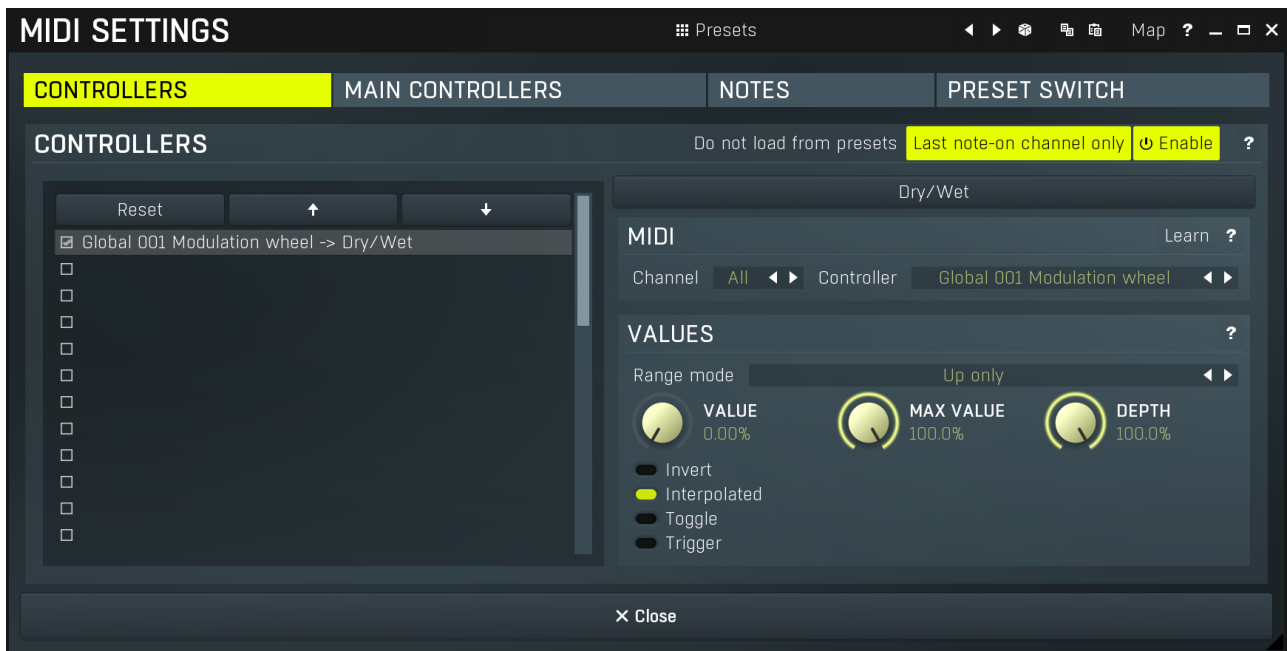 MIDI SETTINGS Presets Map ?
CONTROLLERS MAIN CONTROLLERS NOTES PRESET SWITCH
CONTROLLERS Do not load from presets Last note-on channel only Enable ?
Reset
Global 001 Modulation wheel -> Dry/Wet
Dry/Wet
MIDI Learn ?
Channel All Controller Global 001 Modulation wheel
VALUES ?
Range mode Up only
VALUE MAX VALUE DEPTH
0.00% 100.0% 100.0%
Invert
Interpolated
Toggle
Trigger
Close